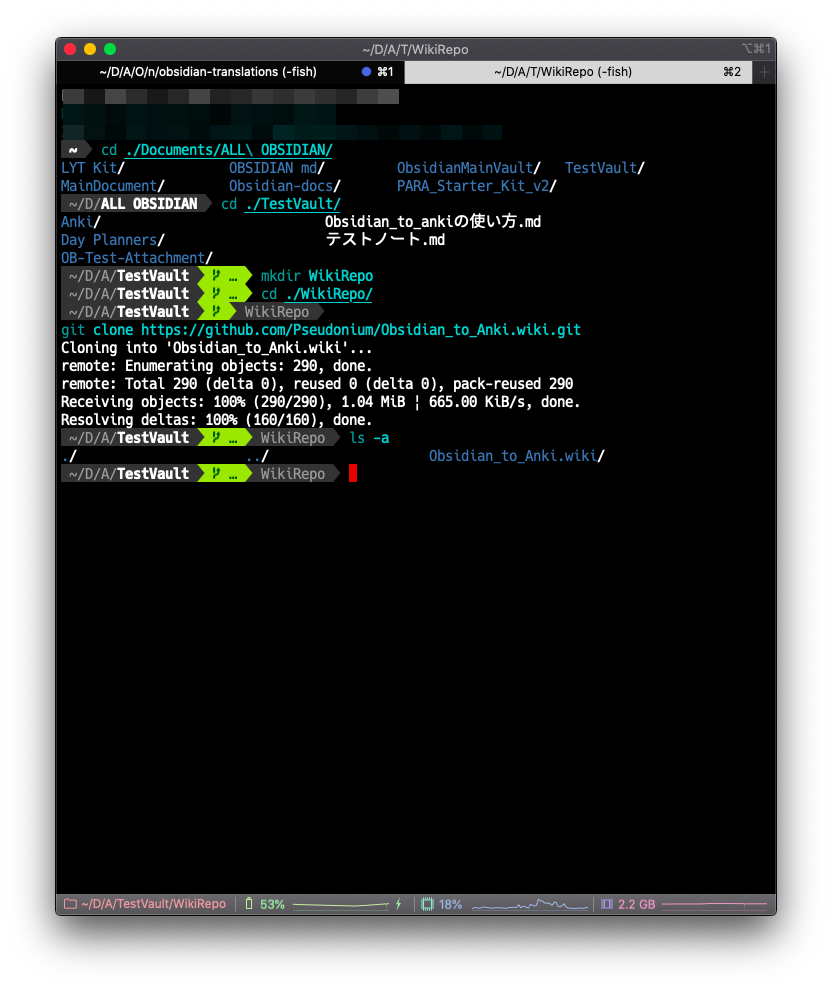 ~/D/A/T/WikiRepo ⌥⌘1
~/D/A/O/n/obsidian-translations (-fish) ⌘1 ~/D/A/T/WikiRepo (-fish) ⌘2 +
~ cd ./Documents/ALL\ OBSIDIAN/
LYT Kit/ OBSIDIAN md/ ObsidianMainVault/ TestVault/
MainDocument/ Obsidian-docs/ PARA_Starter_Kit_v2/
~/D/ALL OBSIDIAN cd ./TestVault/
Anki/ Obsidian_to_ankiの使い方.md
Day Planners/ テストノート.md
OB-Test-Attachment/
~/D/A/TestVault … mkdir WikiRepo
~/D/A/TestVault … cd ./WikiRepo/
~/D/A/TestVault WikiRepo
git clone https://github.com/Pseudonium/Obsidian_to_Anki.wiki.git
Cloning into 'Obsidian_to_Anki.wiki'...
remote: Enumerating objects: 290, done.
remote: Total 290 (delta 0), reused 0 (delta 0), pack-reused 290
Receiving objects: 100% (290/290), 1.04 MiB ¦ 665.00 KiB/s, done.
Resolving deltas: 100% (160/160), done.
~/D/A/TestVault … WikiRepo ls -a
./ ../ Obsidian_to_Anki.wiki/
~/D/A/TestVault … WikiRepo
~/D/A/TestVault/WikiRepo 53% 18% 2.2 GB